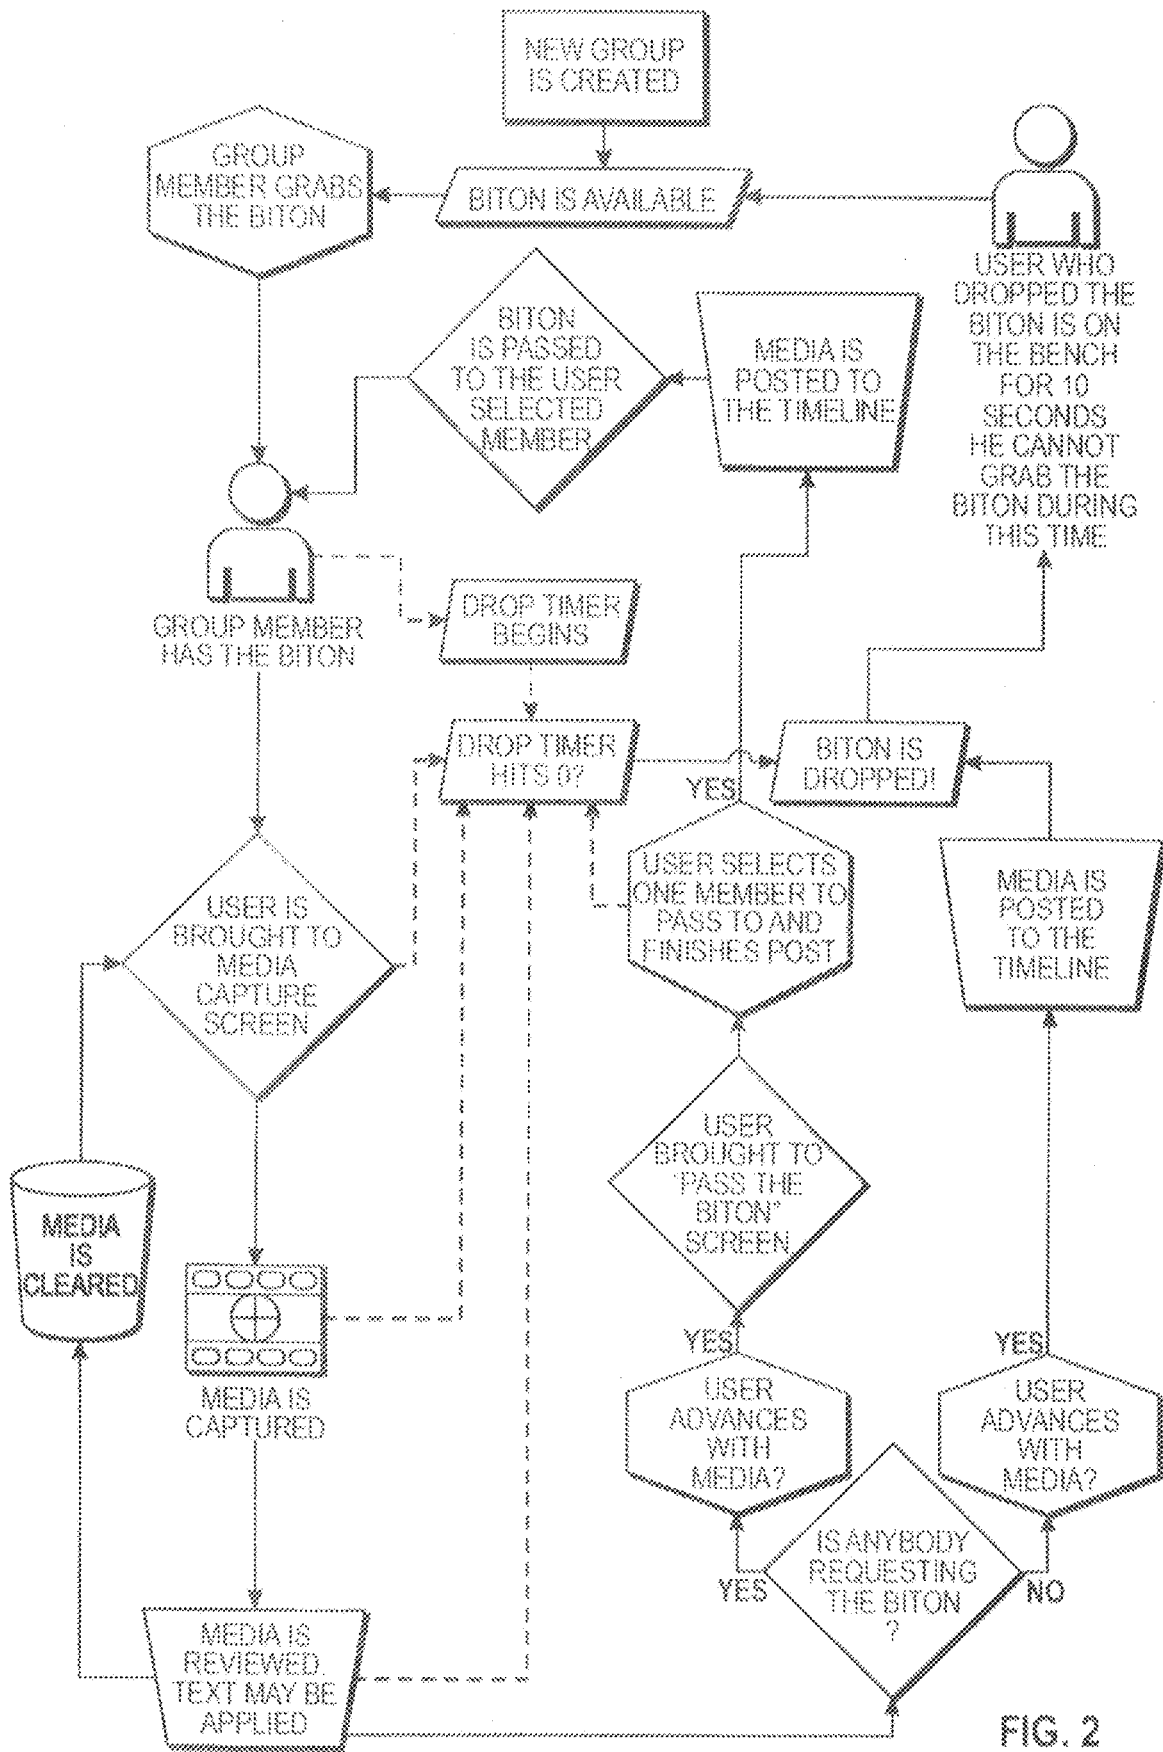 NEW GROUP
IS CREATED
GROUP
MEMBER GRABS
THE BITON
BITON IS AVAILABLE
USER WHO
DROPPED THE
BITON IS ON
THE BENCH
FOR 10
SECONDS
HE CANNOT
GRAB THE
BITON DURING
THIS TIME
BITON
IS PASSED
TO THE USER
SELECTED
MEMBER
MEDIA IS
POSTED TO
THE TIMELINE
GROUP MEMBER
HAS THE BITON
DROP TIMER
BEGINS
DROP TIMER
HITS 0?
YES
BITON IS
DROPPED!
USER IS
BROUGHT TO
MEDIA
CAPTURE
SCREEN
USER SELECTS
ONE MEMBER TO
PASS TO AND
FINISHES POST
MEDIA IS
POSTED
TO THE
TIMELINE
USER
BROUGHT TO
"PASS THE
BITON"
SCREEN
MEDIA
IS
CLEARED
MEDIA IS
CAPTURED
YES
USER
ADVANCES
WITH
MEDIA?
YES
USER
ADVANCES
WITH
MEDIA?
IS ANYBODY
REQUESTING
THE BITON
?
YES
NO
MEDIA IS
REVIEWED.
TEXT MAY BE
APPLIED
FIG. 2